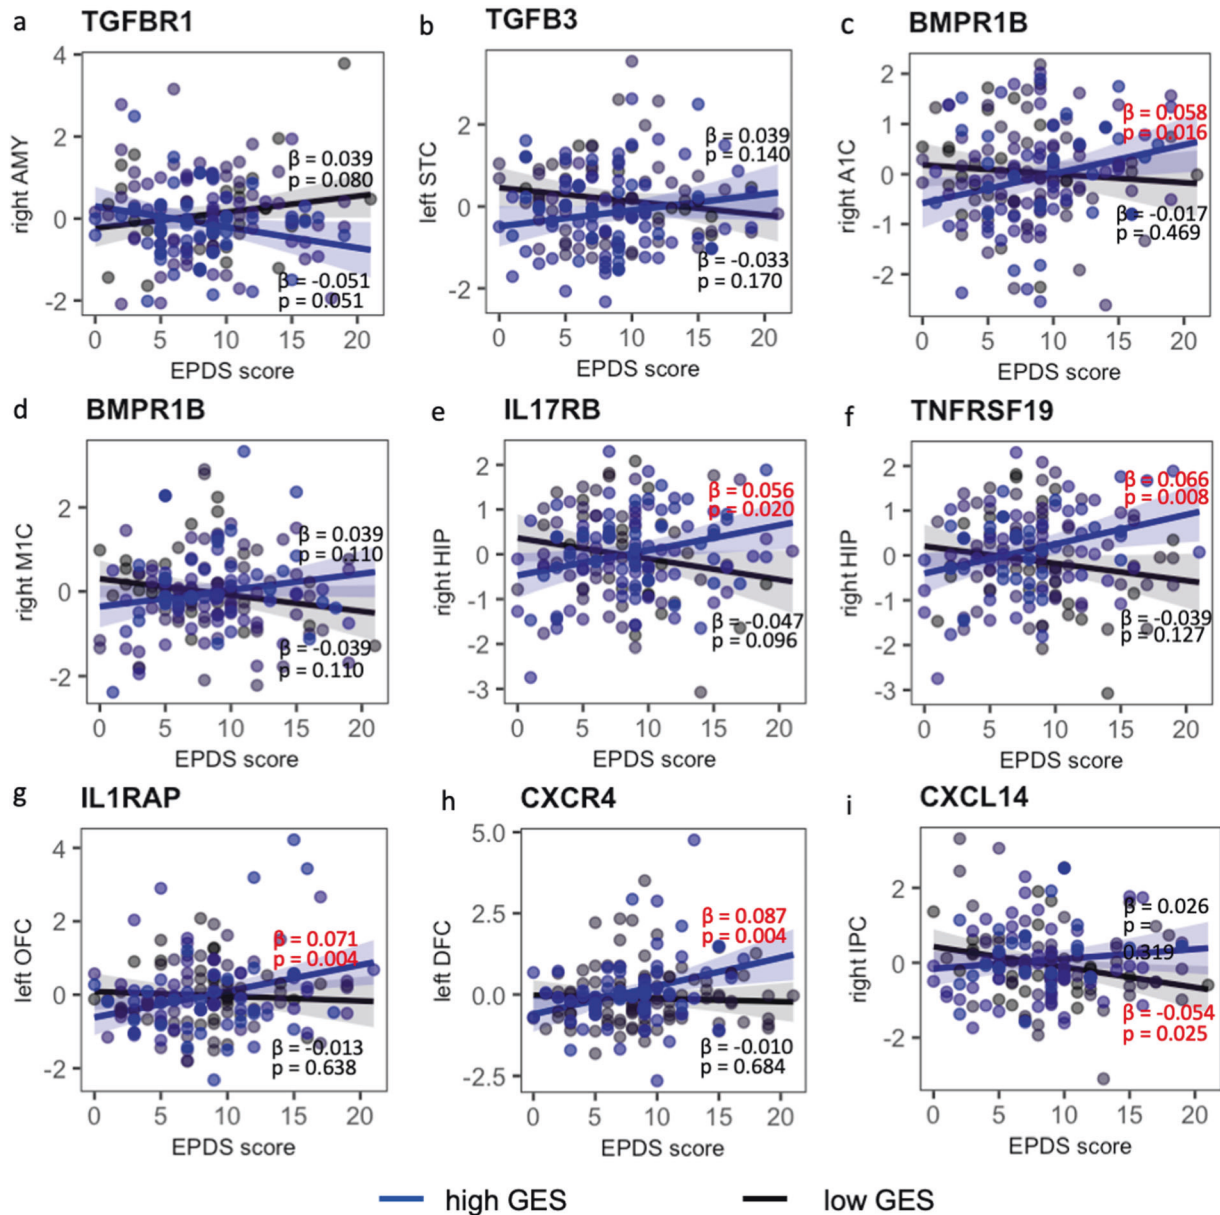 a TGFBR1
4
2
0
-2
right AMY
β = 0.039
p = 0.080
β = -0.051
p = 0.051
0 5 10 15 20
EPDS score
b TGFB3
2
0
-2
left STC
β = 0.039
p = 0.140
β = -0.033
p = 0.170
0 5 10 15 20
EPDS score
c BMPR1B
2
1
0
-1
-2
right A1C
β = 0.058
p = 0.016
β = -0.017
p = 0.469
0 5 10 15 20
EPDS score
d BMPR1B
2
0
-2
right M1C
β = 0.039
p = 0.110
β = -0.039
p = 0.110
0 5 10 15 20
EPDS score
e IL17RB
2
1
0
-1
-2
-3
right HIP
β = 0.056
p = 0.020
β = -0.047
p = 0.096
0 5 10 15 20
EPDS score
f TNFRSF19
2
1
0
-1
-2
-3
right HIP
β = 0.066
p = 0.008
β = -0.039
p = 0.127
0 5 10 15 20
EPDS score
g IL1RAP
4
2
0
-2
left OFC
β = 0.071
p = 0.004
β = -0.013
p = 0.638
0 5 10 15 20
EPDS score
h CXCR4
5.0
2.5
0.0
-2.5
left DFC
β = 0.087
p = 0.004
β = -0.010
p = 0.684
0 5 10 15 20
EPDS score
i CXCL14
2
0
-2
right IPC
β = 0.026
p =
0.319
β = -0.054
p = 0.025
0 5 10 15 20
EPDS score
high GES low GES